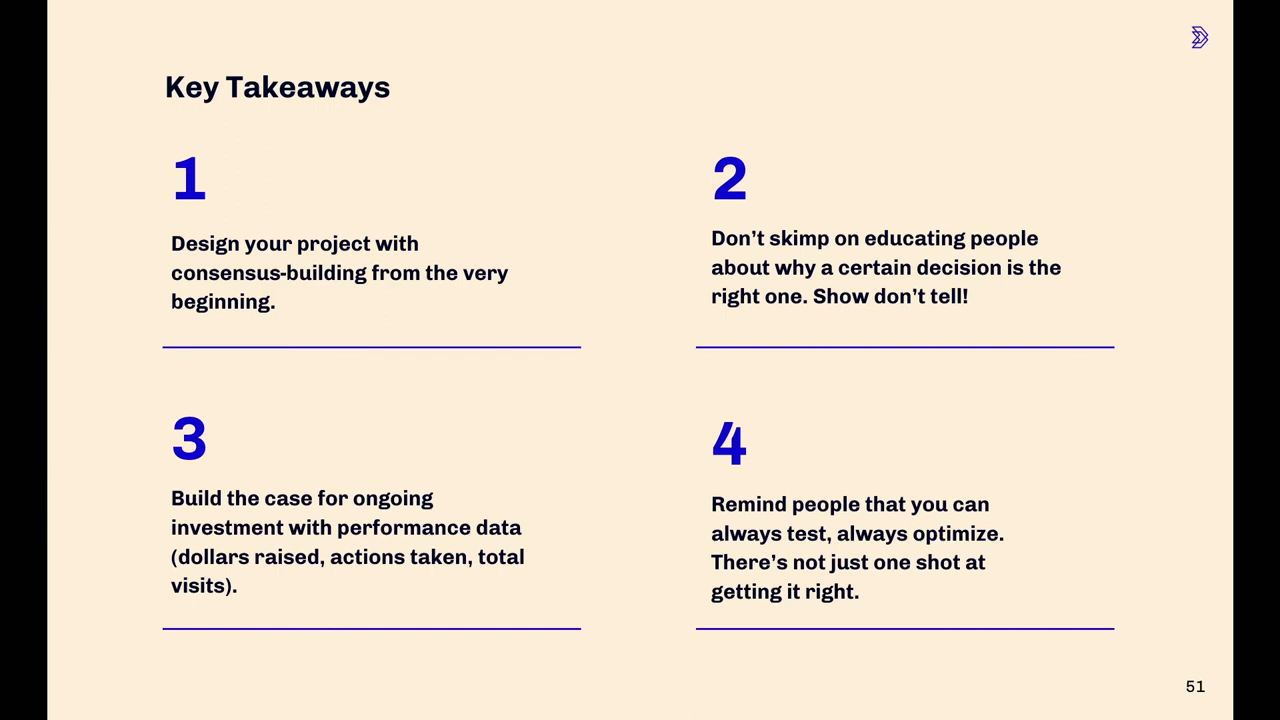 Key Takeaways
1
Design your project with
consensus-building from the very
beginning.
2
Don’t skimp on educating people
about why a certain decision is the
right one. Show don’t tell!
3
Build the case for ongoing
investment with performance data
(dollars raised, actions taken, total
visits).
4
Remind people that you can
always test, always optimize.
There’s not just one shot at
getting it right.
51